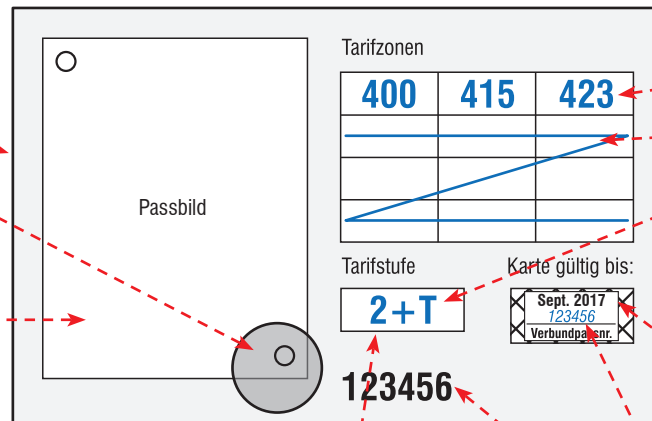 Tarifzonen
400 415 423
Passbild
Tarifstufe
Karte gültig bis:
2+T
Sept. 2017
123456
Verbundpassnr.
123456